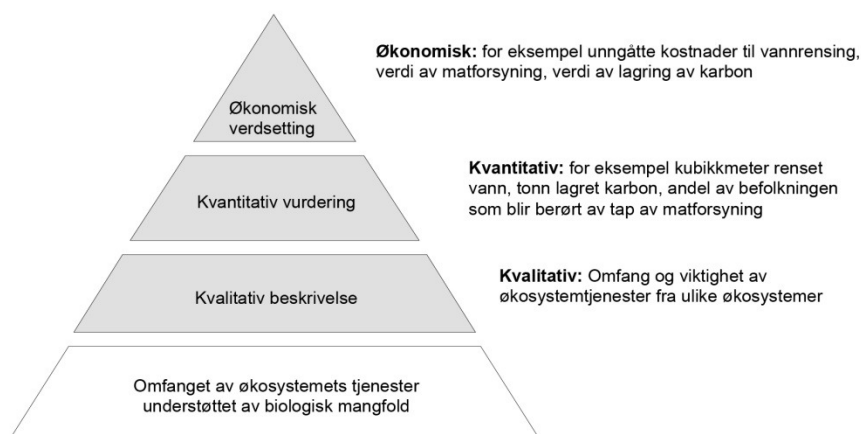 Økonomisk: for eksempel unngåtte kostnader til vannrensing,
verdi av matforsyning, verdi av lagring av karbon
Økonomisk
verdsetting
Kvantitativ: for eksempel kubikkmeter renset
vann, tonn lagret karbon, andel av befolkningen
som blir berørt av tap av matforsyning
Kvantitativ vurdering
Kvalitativ: Omfang og viktighet av
økosystemtjenester fra ulike økosystemer
Kvalitativ beskrivelse
Omfanget av økosystemets tjenester
understøttet av biologisk mangfold